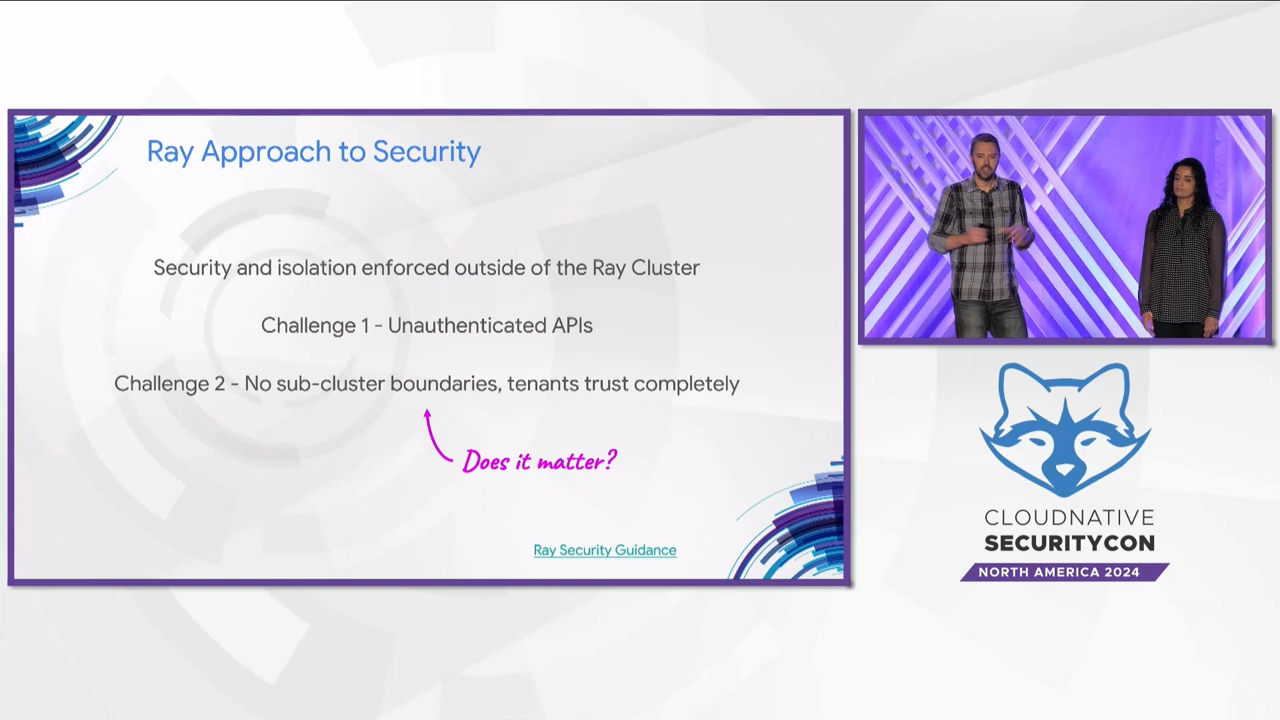 Ray Approach to Security
Security and isolation enforced outside of the Ray Cluster
Challenge 1 - Unauthenticated APIs
Challenge 2 - No sub-cluster boundaries, tenants trust completely
Does it matter?
Ray Security Guidance
CLOUDNATIVE
SECURITYCON
NORTH AMERICA 2024